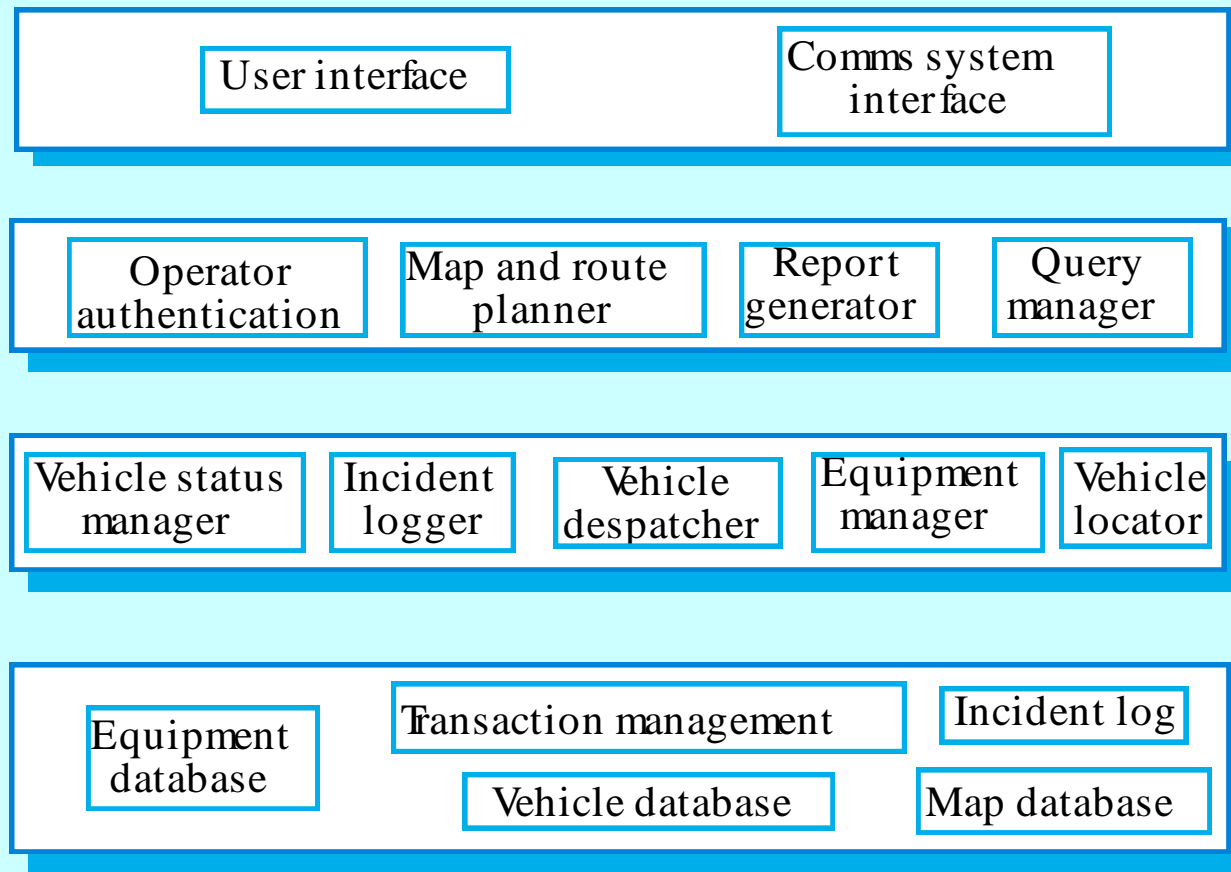 User interface
Comms system
interface
Operator
authentication
Map and route
planner
Report
generator
Query
manager
Vehicle status
manager
Incident
logger
Vehicle
despatcher
Equipment
manager
Vehicle
locator
Equipment
database
Transaction management
Incident log
Vehicle database
Map database